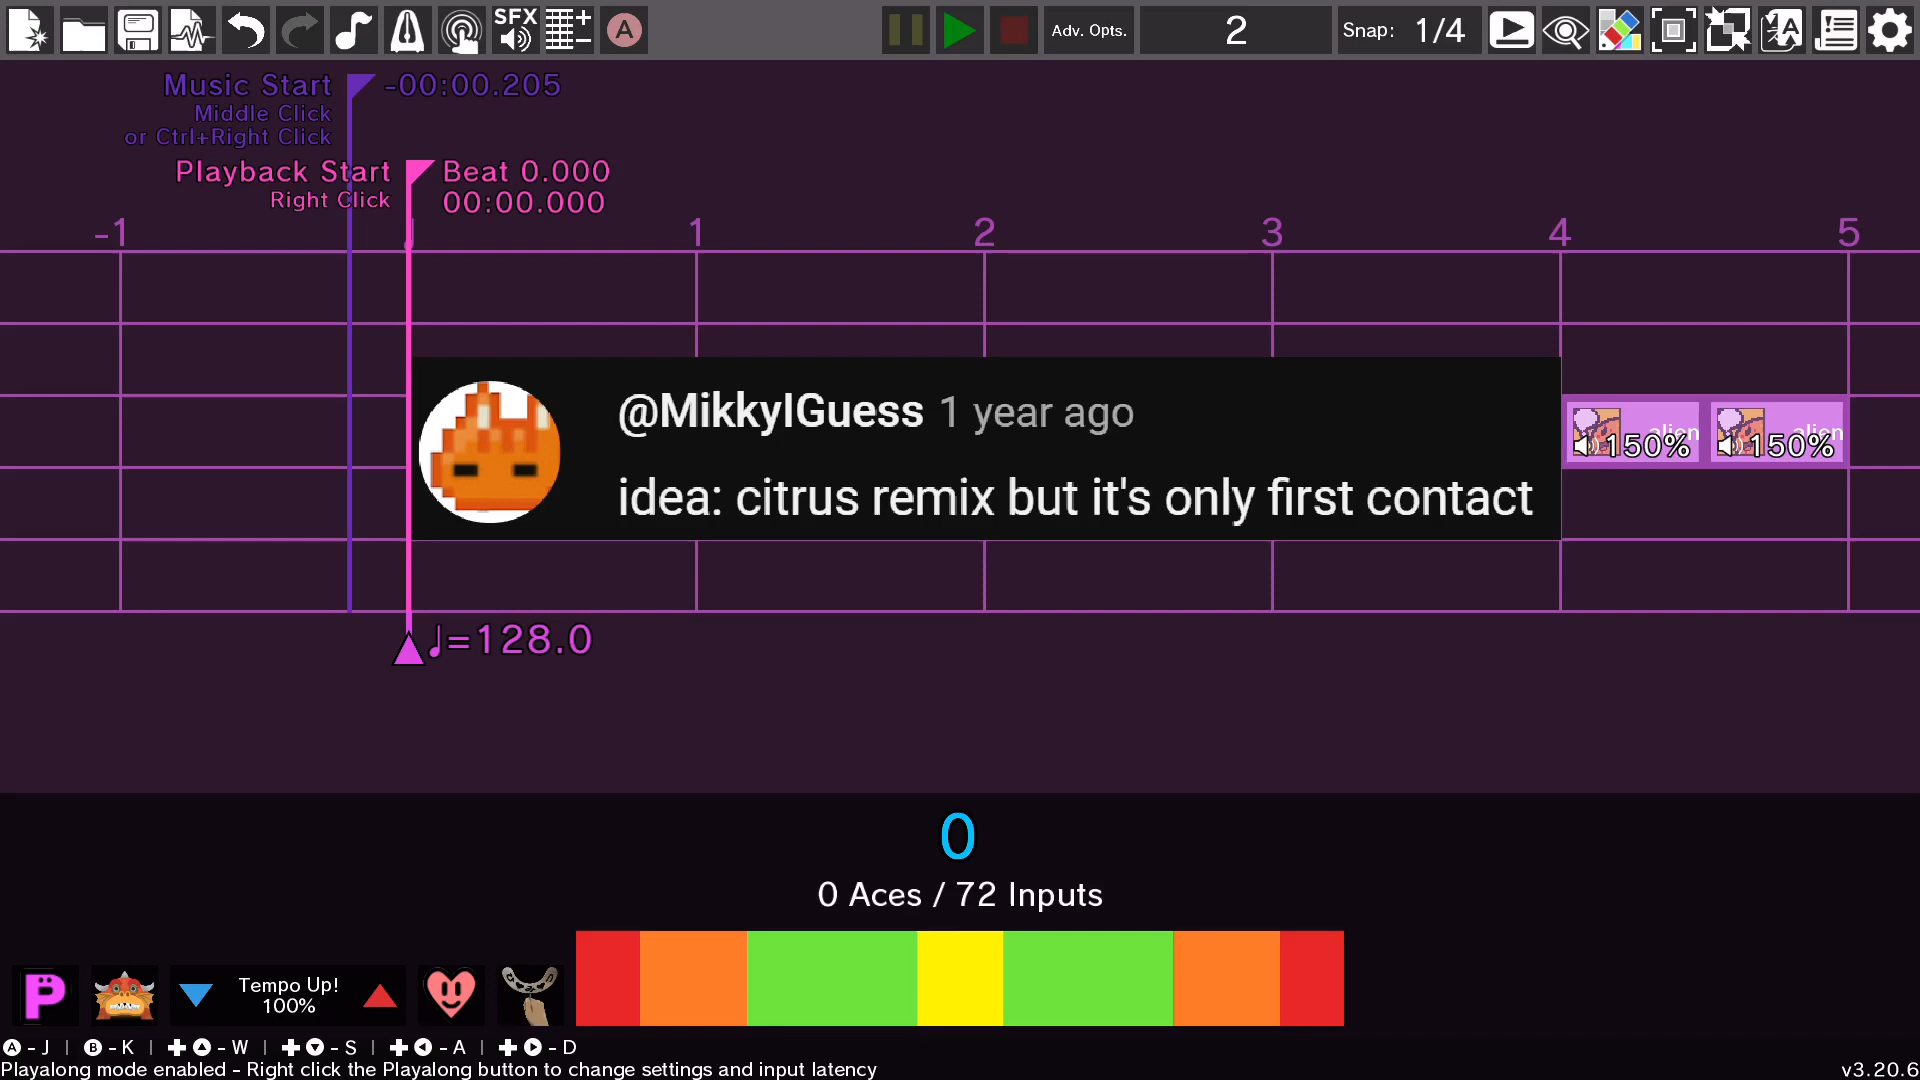 SFX
A
Adv. Opts.
2
Snap: 1/4
A
Music Start
-00:00.205
Middle Click
or Ctrl+Right Click
Playback Start
Beat 0.000
Right Click
00:00.000
-1
1
2
3
4
5
@MikkyIGuess 1 year ago
idea: citrus remix but it's only first contact
alien
150%
alien
150%
♩=128.0
0
0 Aces / 72 Inputs
P
Tempo Up!
100%
A - J | B - K | - W | - S | - A | - D
Playalong mode enabled - Right click the Playalong button to change settings and input latency
v3.20.6